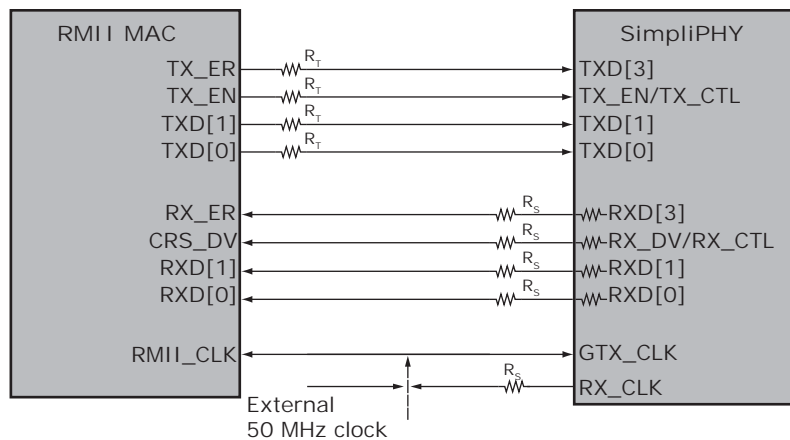 RMII MAC
SimpliPHY
TX_ER
R_T
TXD[3]
TX_EN
R_T
TX_EN/TX_CTL
TXD[1]
R_T
TXD[1]
TXD[0]
R_T
TXD[0]
RX_ER
R_S
RXD[3]
CRS_DV
R_S
RX_DV/RX_CTL
RXD[1]
R_S
RXD[1]
RXD[0]
R_S
RXD[0]
RMII_CLK
GTX_CLK
R_S
RX_CLK
External
50 MHz clock